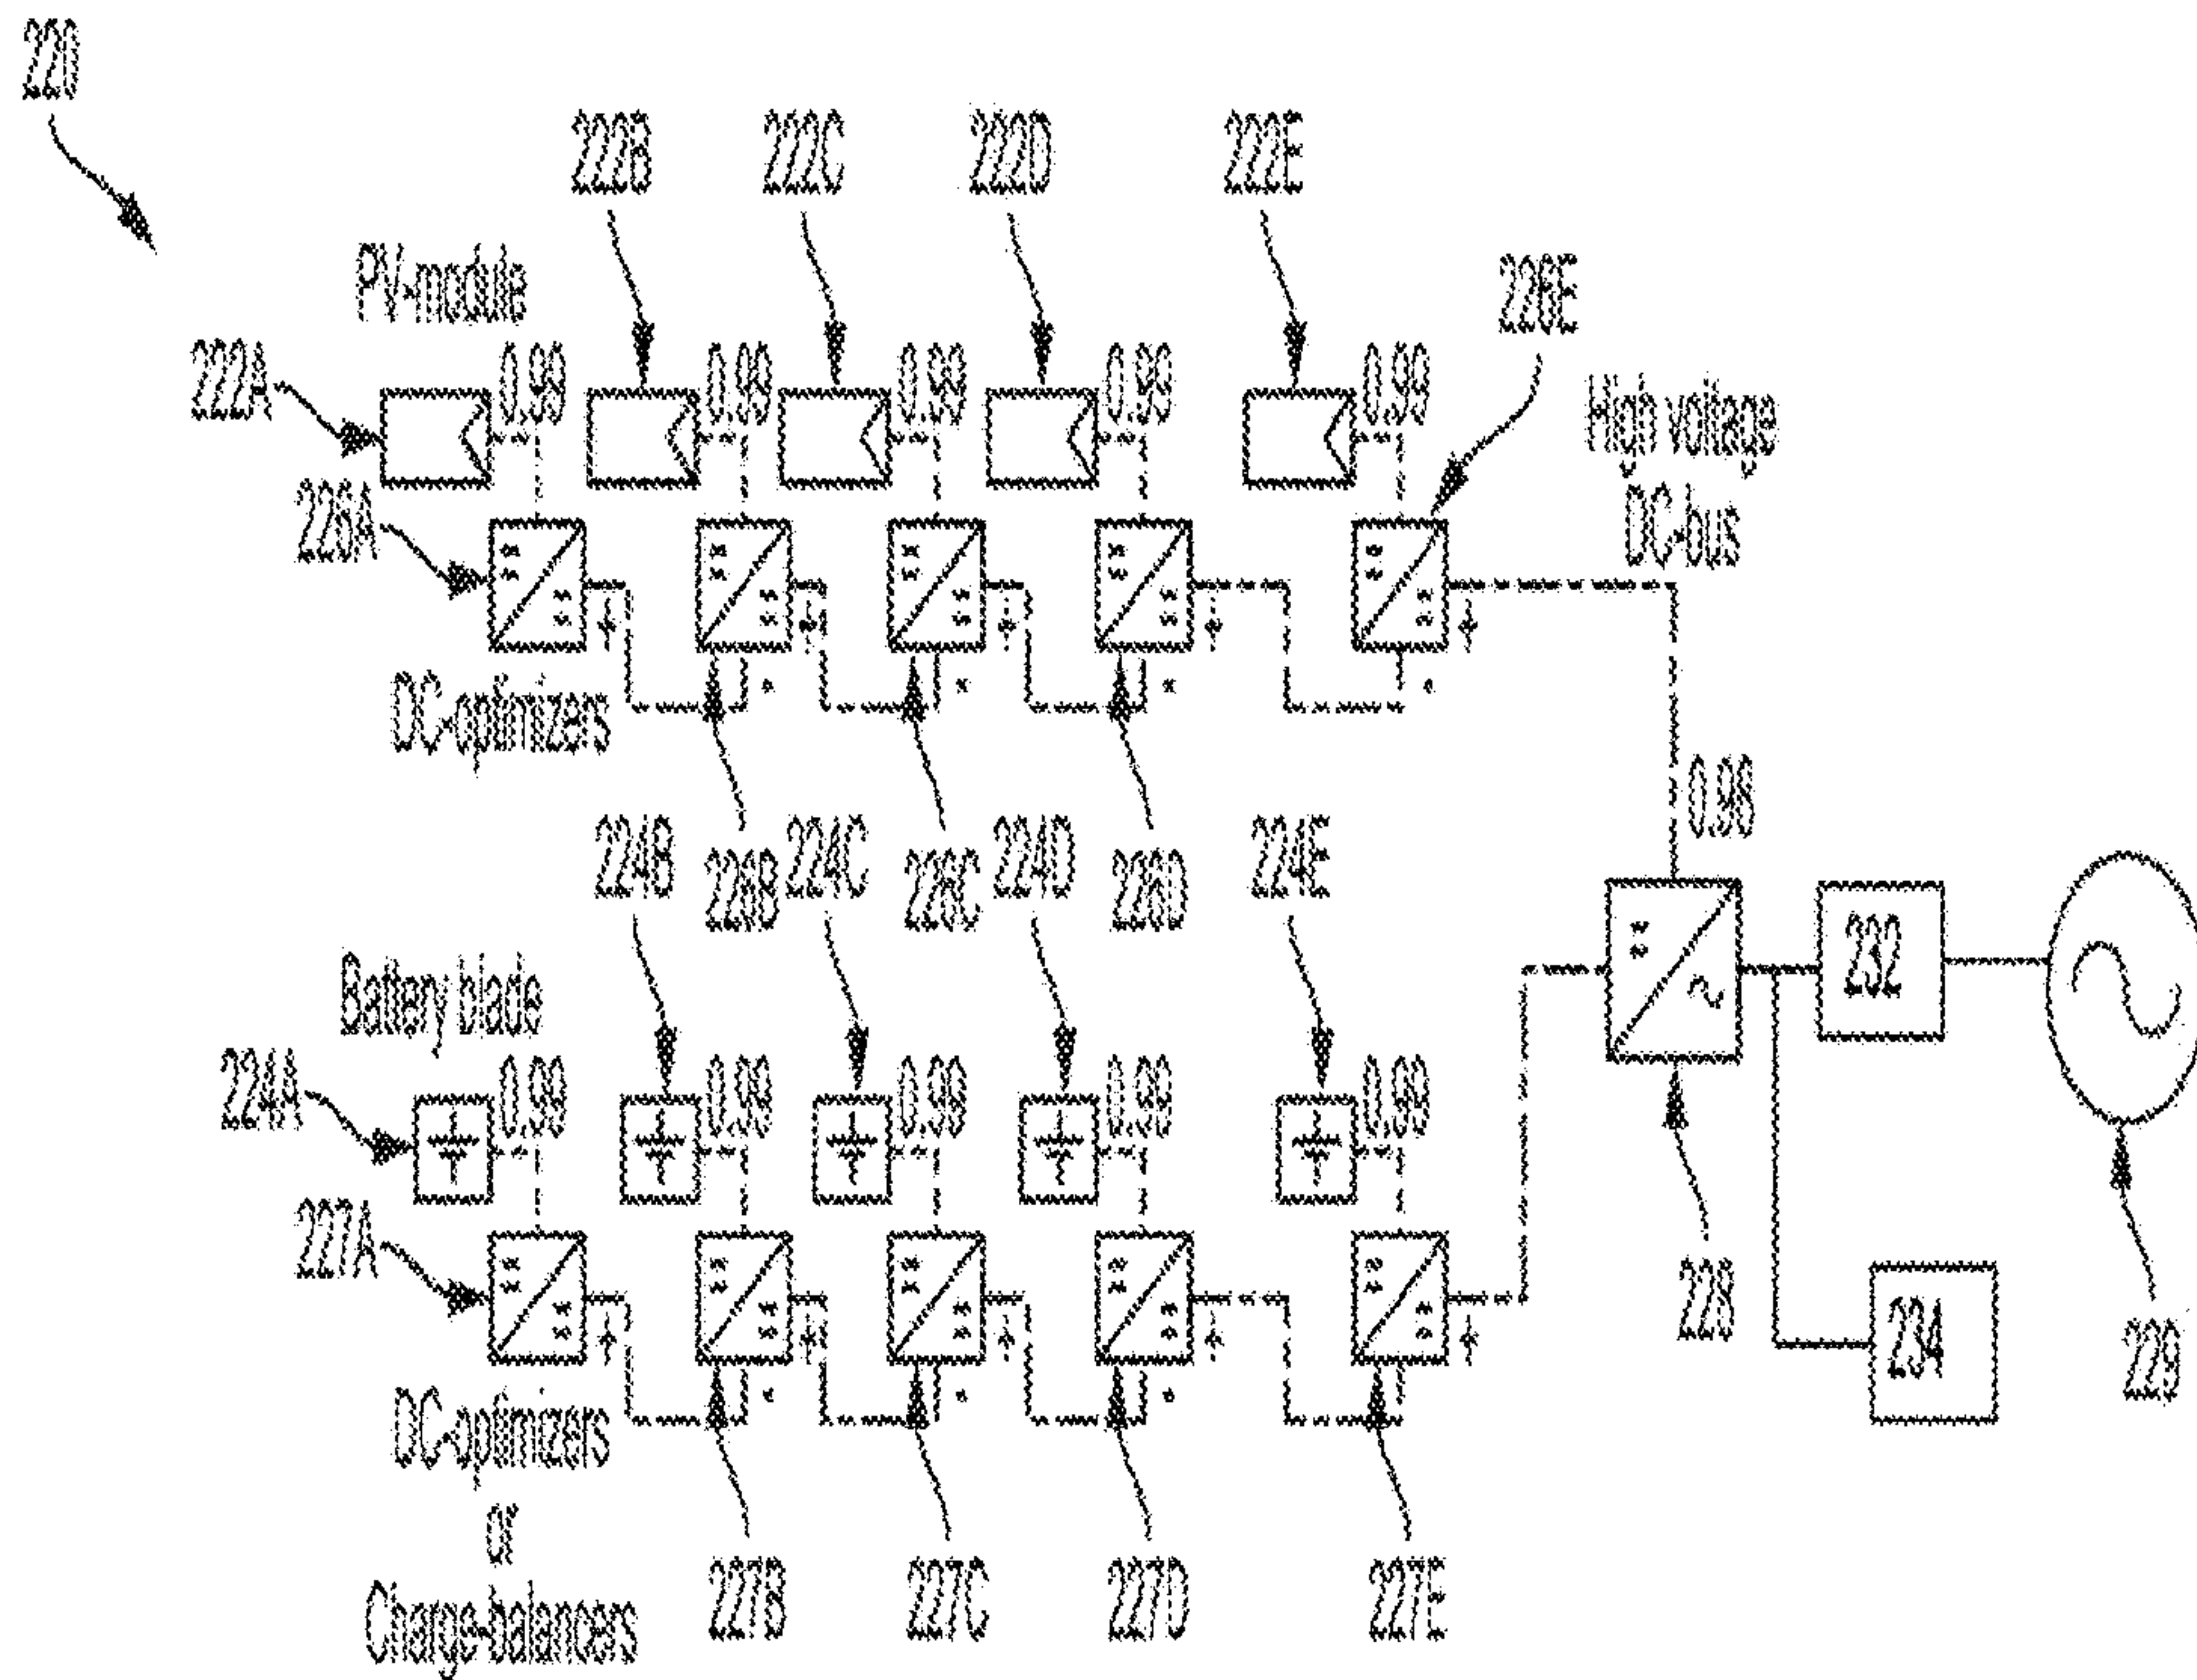 220
222B 222C 222D 222E
PV-module
226E
222A
0.99 0.99 0.99 0.99 0.99
High voltage
DC-bus
226A
DC-optimizers
0.98
224B 224C 224D 224E
226B 226C 226D
232
Battery blade
224A
0.99 0.99 0.99 0.99 0.99
227A
228
234
229
DC-optimizers
or
Charge-balancers
227B 227C 227D 227E